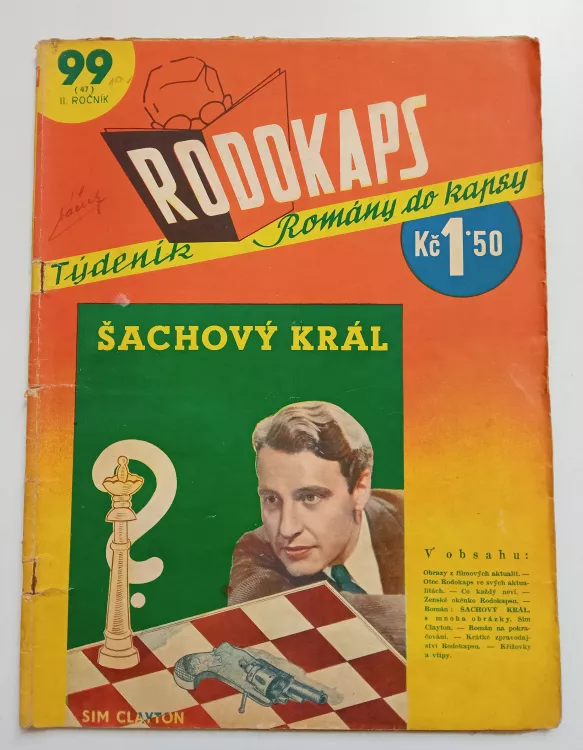 99
(47)
II. ROČNÍK
RODOKAPS
Týdeník Romány do kapsy
Kč 1·50
ŠACHOVÝ KRÁL
V obsahu:
Obrazy z filmových aktualit. —
Otec Rodokaps ve svých aktua-
litách. — Co každý neví. —
Ženské okénko Rodokapsu. —
Román: ŠACHOVÝ KRÁL,
s mnoha obrázky. Sim
Clayton. — Román na pokra-
čování. — Krátké zpravodaj-
ství Rodokapsu. — Křížovky
a vtipy.
SIM CLAYTON